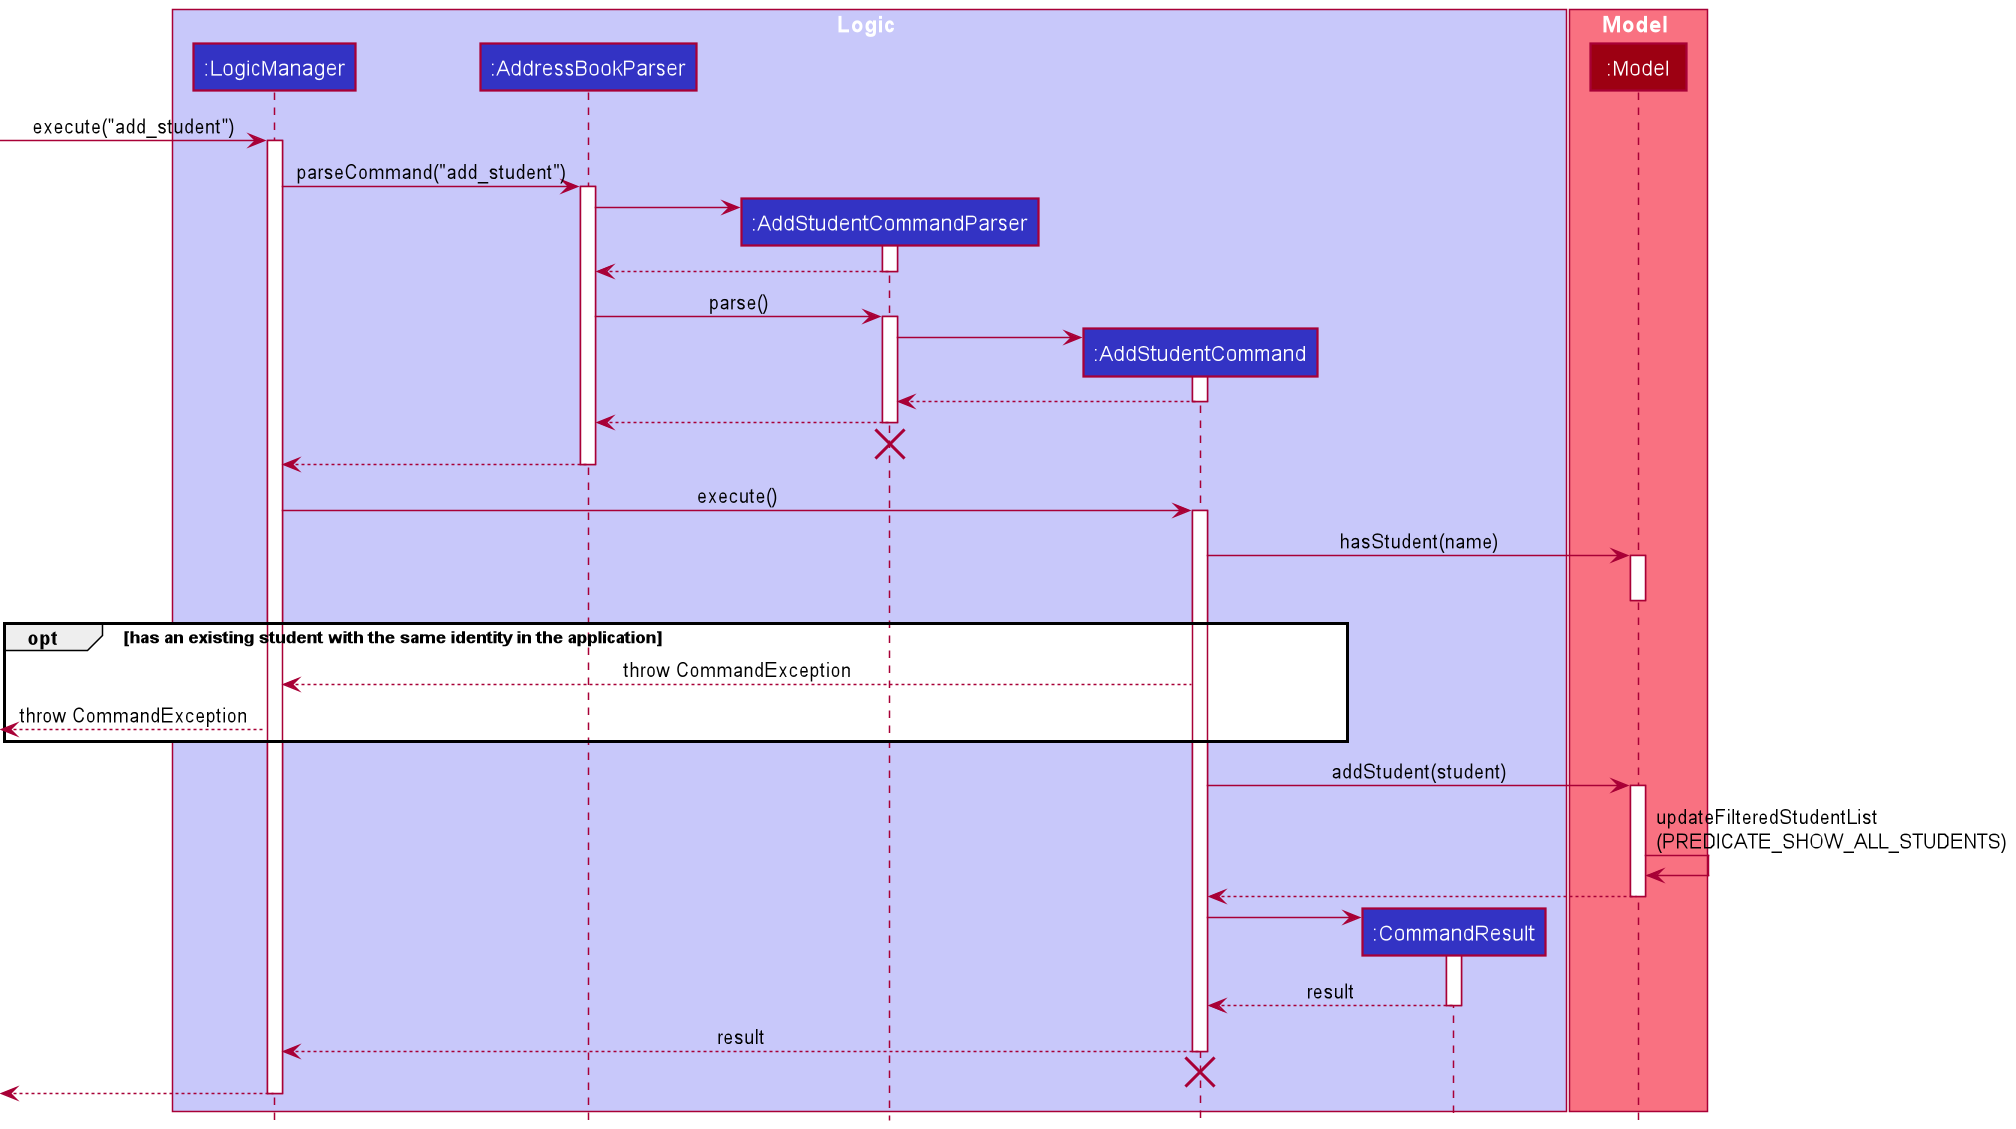 Logic
Model
:LogicManager
:AddressBookParser
:Model
execute("add_student")
parseCommand("add_student")
:AddStudentCommandParser
parse()
:AddStudentCommand
execute()
hasStudent(name)
opt
[has an existing student with the same identity in the application]
throw CommandException
throw CommandException
addStudent(student)
updateFilteredStudentList
(PREDICATE_SHOW_ALL_STUDENTS)
:CommandResult
result
result